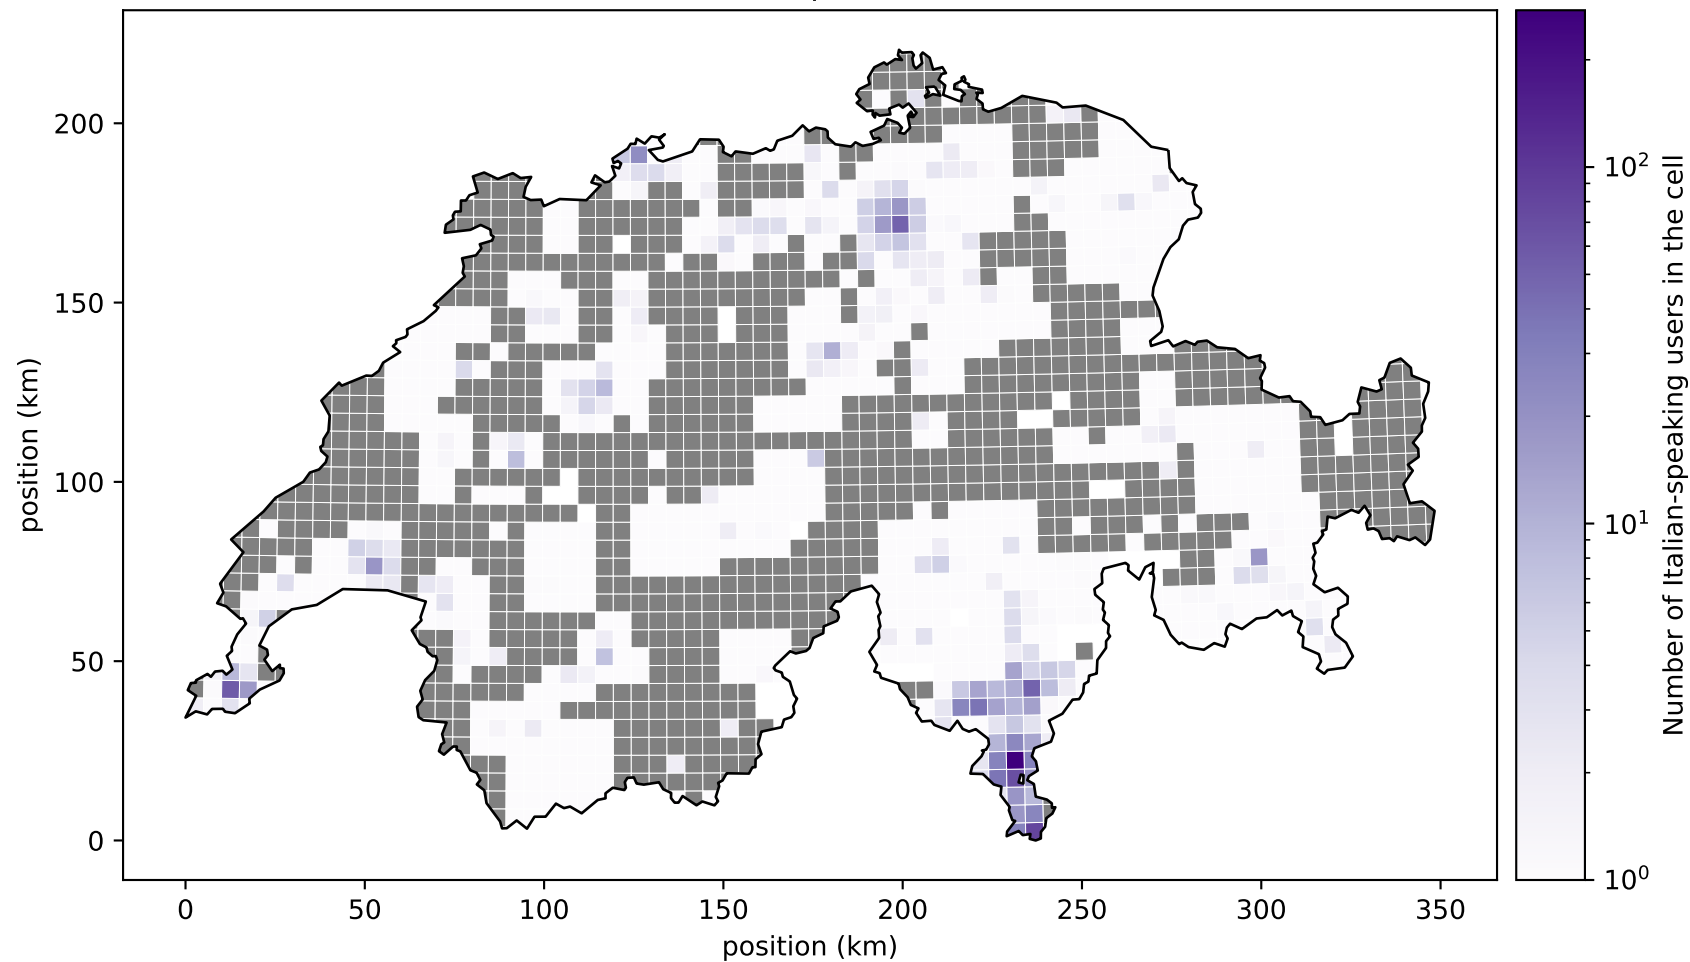 200
150
100
50
0
0 50 100 150 200 250 300 350
position (km)
position (km)
10²
10¹
10⁰
Number of Italian-speaking users in the cell